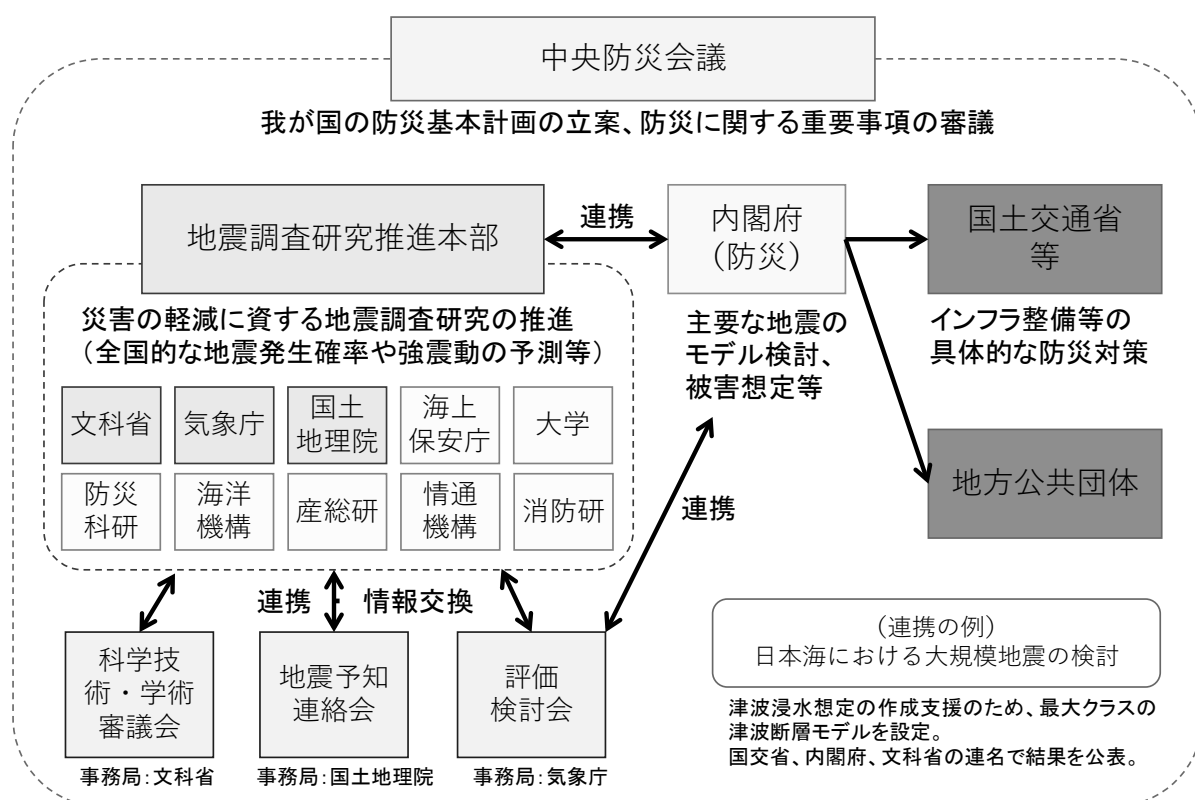 中央防災会議
我が国の防災基本計画の立案、防災に関する重要事項の審議
地震調査研究推進本部
連携
内閣府
（防災）
国土交通省
等
災害の軽減に資する地震調査研究の推進
（全国的な地震発生確率や強震動の予測等）
主要な地震の
モデル検討、
被害想定等
インフラ整備等の
具体的な防災対策
文科省
気象庁
国土
地理院
海上
保安庁
大学
防災
科研
海洋
機構
産総研
情通
機構
消防研
連携
地方公共団体
連携・情報交換
科学技
術・学術
審議会
地震予知
連絡会
評価
検討会
事務局：文科省
事務局：国土地理院
事務局：気象庁
（連携の例）
日本海における大規模地震の検討
津波浸水想定の作成支援のため、最大クラスの
津波断層モデルを設定。
国交省、内閣府、文科省の連名で結果を公表。